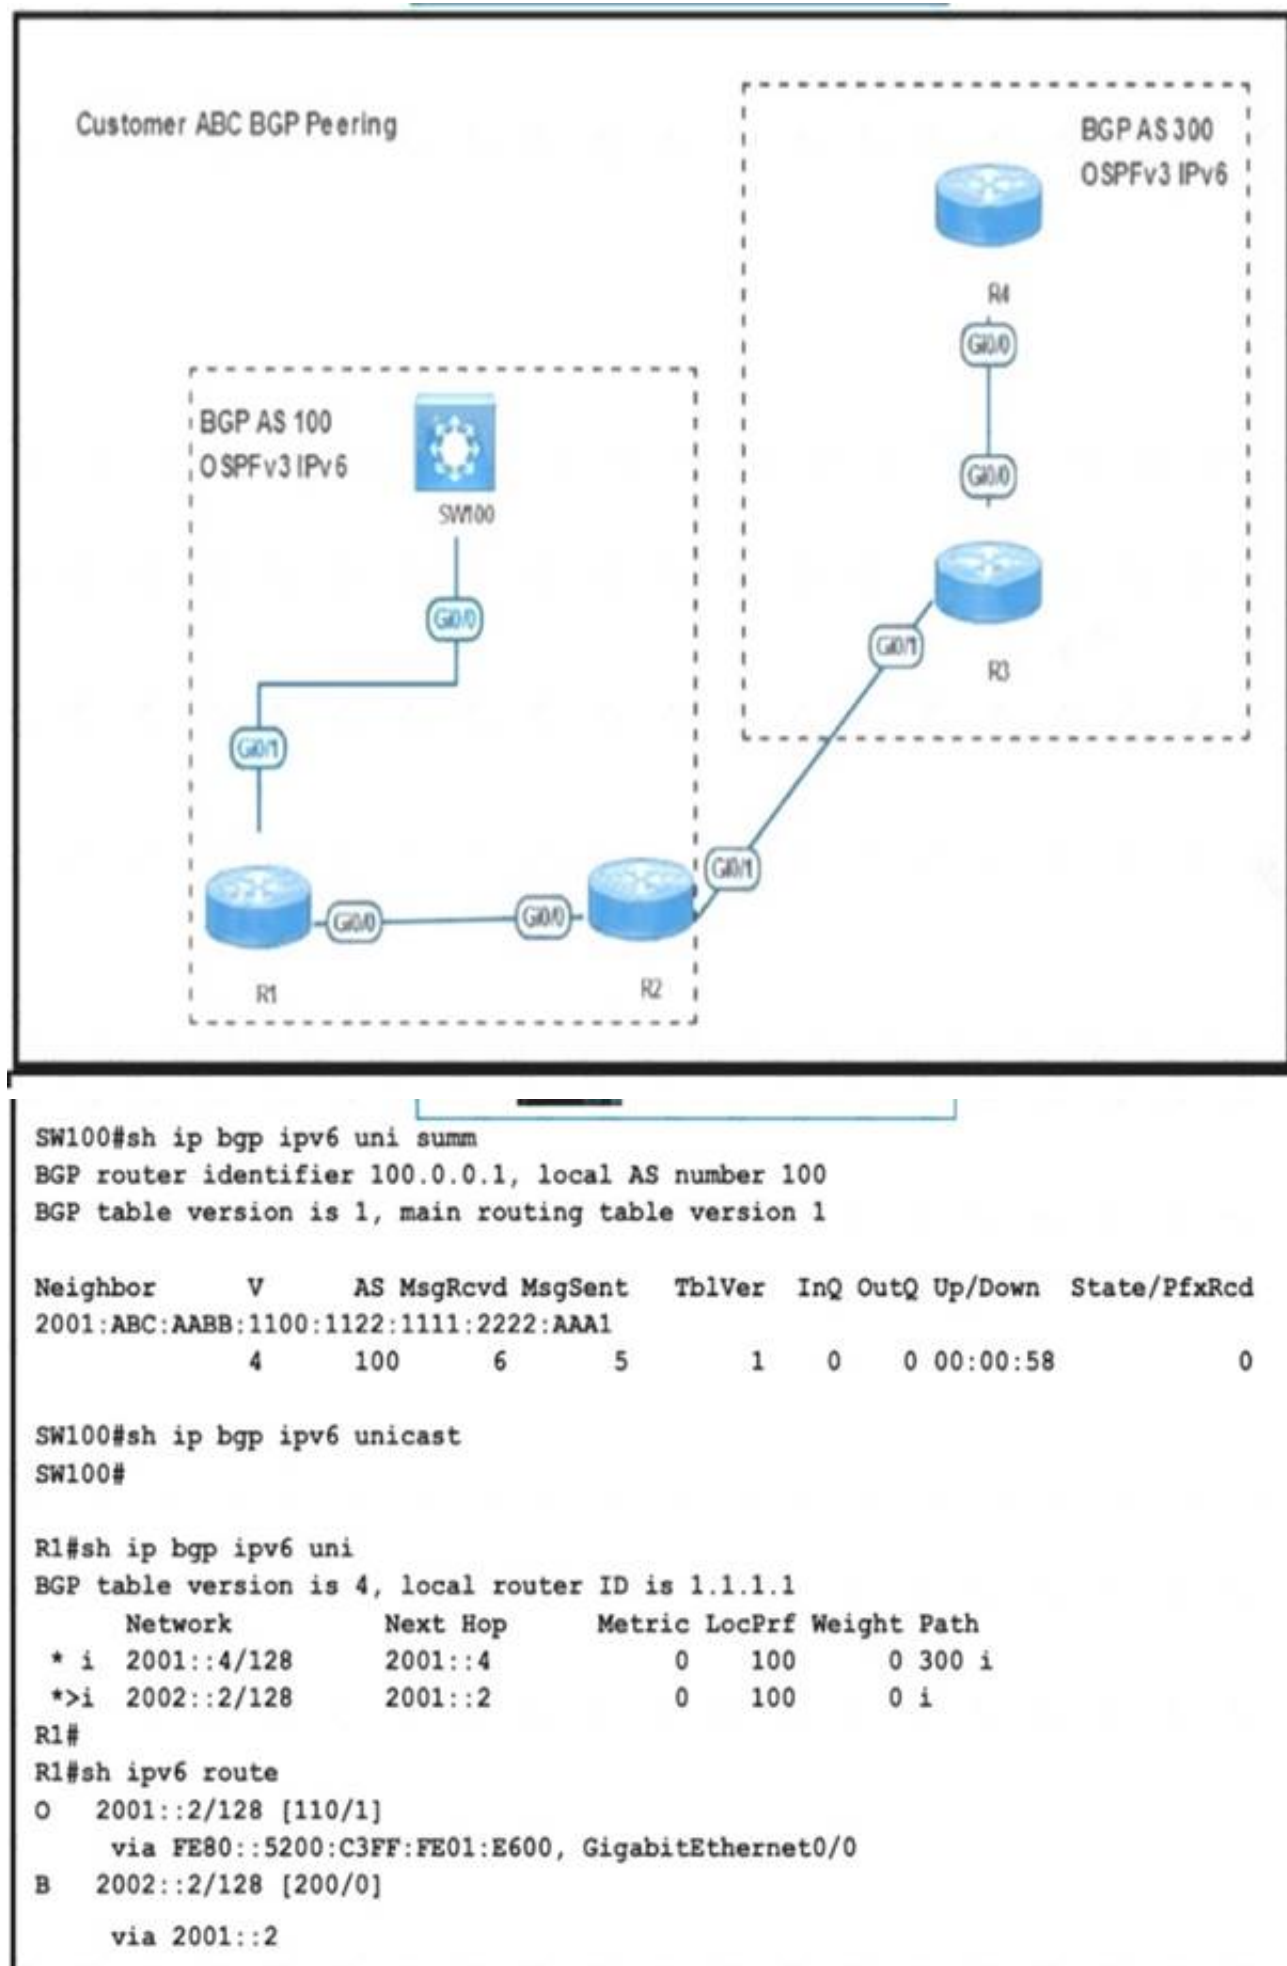 Customer ABC BGP Peering
BGP AS 300
OSPFv3 IPv6
R4
Gi0/0
Gi0/0
BGP AS 100
OSPFv3 IPv6
SW100
Gi0/0
Gi0/1
R3
Gi0/1
Gi0/1
Gi0/0
Gi0/0
R1
R2
SW100#sh ip bgp ipv6 uni summ
BGP router identifier 100.0.0.1, local AS number 100
BGP table version is 1, main routing table version 1
Neighbor V AS MsgRcvd MsgSent TblVer InQ OutQ Up/Down State/PfxRcd
2001:ABC:AABB:1100:1122:1111:2222:AAA1
4 100 6 5 1 0 0 00:00:58 0
SW100#sh ip bgp ipv6 unicast
SW100#
R1#sh ip bgp ipv6 uni
BGP table version is 4, local router ID is 1.1.1.1
Network Next Hop Metric LocPrf Weight Path
* i 2001::4/128 2001::4 0 100 0 300 i
*>i 2002::2/128 2001::2 0 100 0 i
R1#
R1#sh ipv6 route
O 2001::2/128 [110/1]
via FE80::5200:C3FF:FE01:E600, GigabitEthernet0/0
B 2002::2/128 [200/0]
via 2001::2